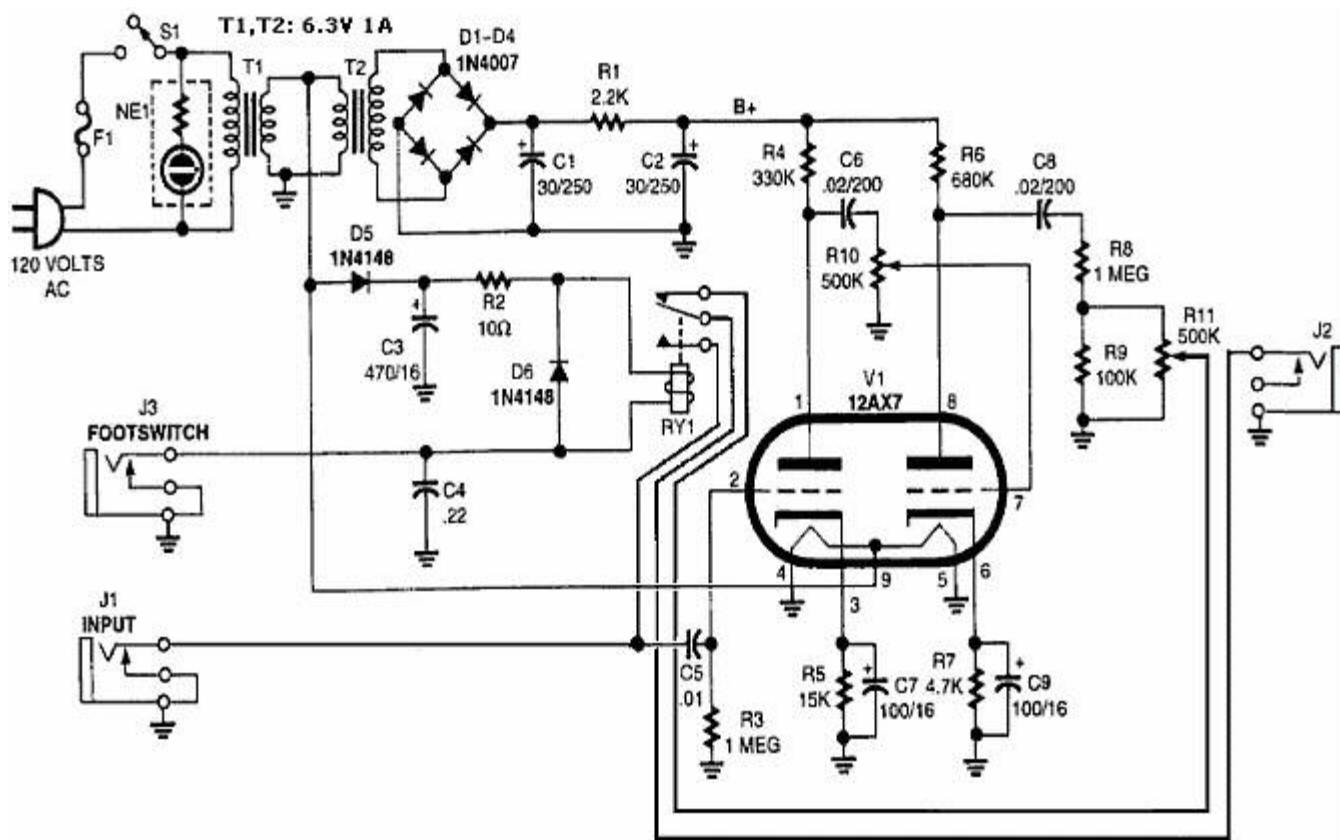 T1,T2: 6.3V 1A
S1
F1
NE1
T1
T2
120 VOLTS
AC
D1-D4
1N4007
R1
2.2K
B+
+
C1
30/250
+
C2
30/250
R4
330K
C6
.02/200
R6
680K
C8
.02/200
R10
500K
R8
1 MEG
R9
100K
R11
500K
J2
D5
1N4148
+
C3
470/16
R2
10Ω
D6
1N4148
RY1
J3
FOOTSWITCH
C4
.22
V1
12AX7
1
8
2
7
4
9
5
6
3
J1
INPUT
C5
.01
R3
1 MEG
R5
15K
+
C7
100/16
R7
4.7K
+
C9
100/16